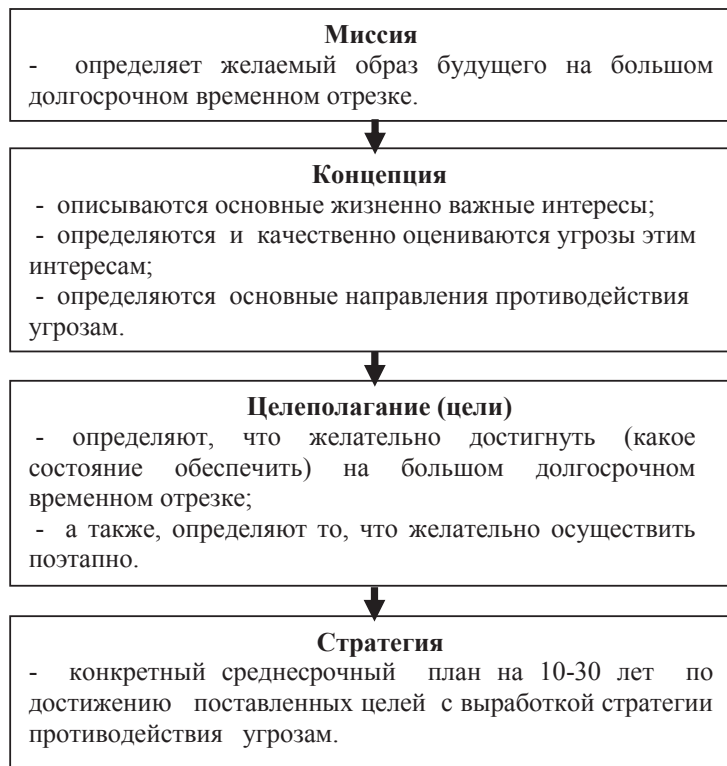 Миссия
- определяет желаемый образ будущего на большом
долгосрочном временном отрезке.
Концепция
- описываются основные жизненно важные интересы;
- определяются и качественно оцениваются угрозы этим
интересам;
- определяются основные направления противодействия
угрозам.
Целеполагание (цели)
- определяют, что желательно достигнуть (какое
состояние обеспечить) на большом долгосрочном
временном отрезке;
- а также, определяют то, что желательно осуществить
поэтапно.
Стратегия
- конкретный среднесрочный план на 10-30 лет по
достижению поставленных целей с выработкой стратегии
противодействия угрозам.